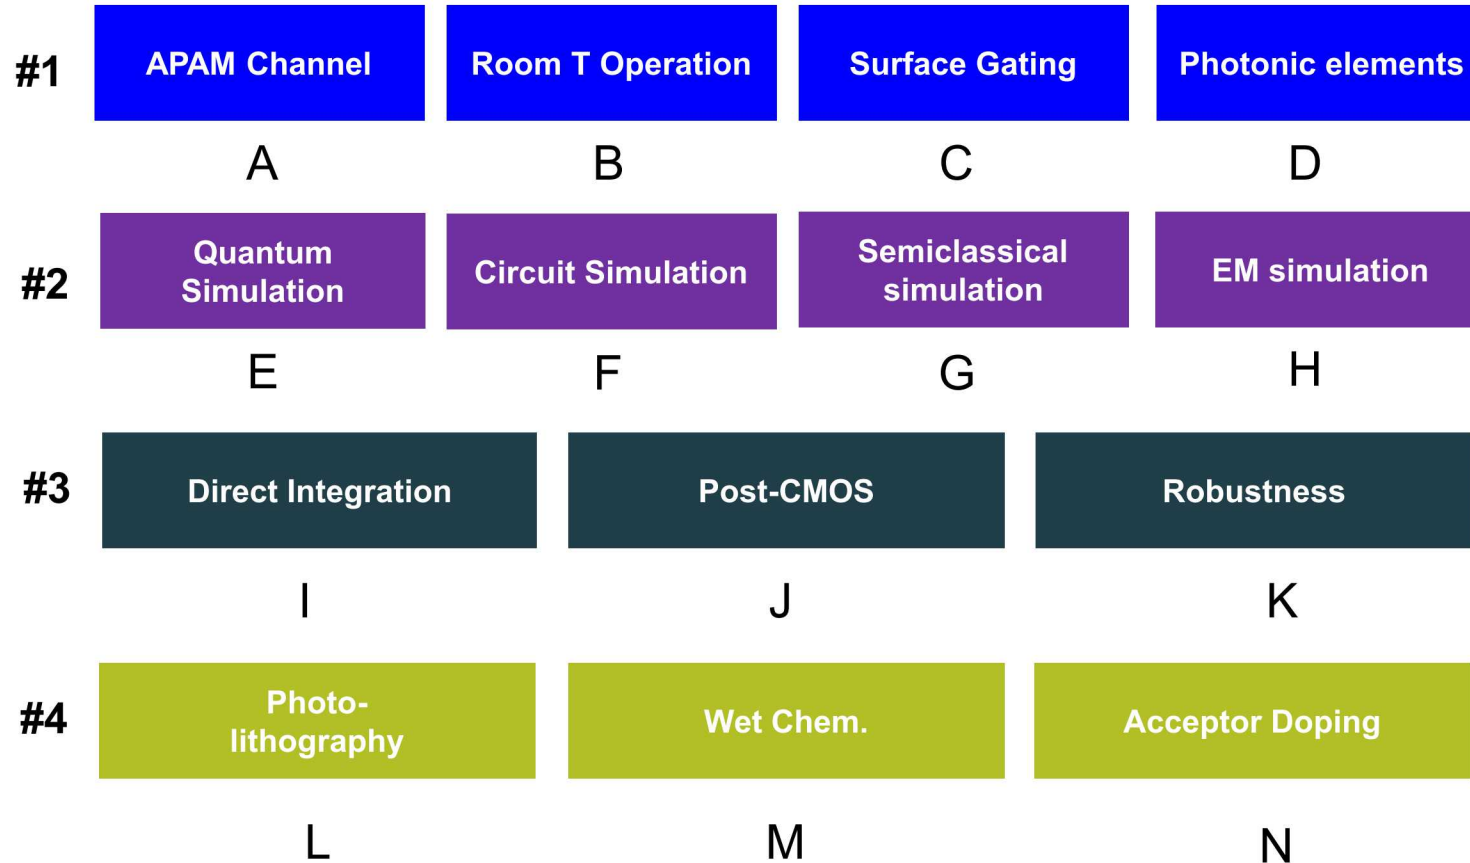 #1
APAM Channel
Room T Operation
Surface Gating
Photonic elements
A
B
C
D
#2
Quantum
Simulation
Circuit Simulation
Semiclassical
simulation
EM simulation
E
F
G
H
#3
Direct Integration
Post-CMOS
Robustness
I
J
K
#4
Photo-
lithography
Wet Chem.
Acceptor Doping
L
M
N